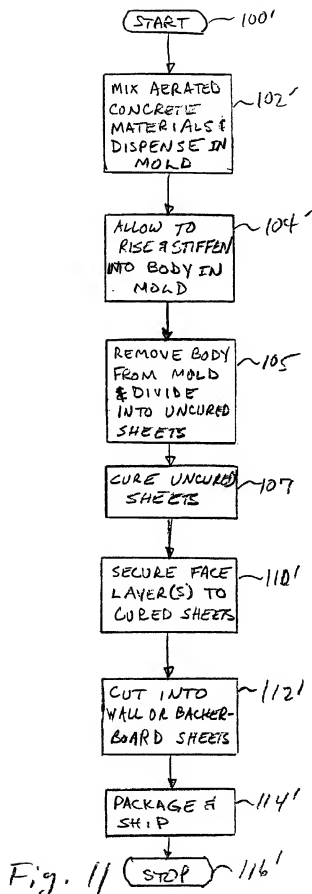 START 100'
MIX AERATED
CONCRETE
MATERIALS &
DISPENSE IN
MOLD
102'
ALLOW TO
RISE & STIFFEN
INTO BODY IN
MOLD
104'
REMOVE BODY
FROM MOLD
& DIVIDE
INTO UNCURED
SHEETS
105
CURE UNCURED
SHEETS
107
SECURE FACE
LAYER(S) TO
CURED SHEETS
110'
CUT INTO
WALL OR BACKER-
BOARD SHEETS
112'
PACKAGE &
SHIP
114'
STOP 116'
Fig. 11